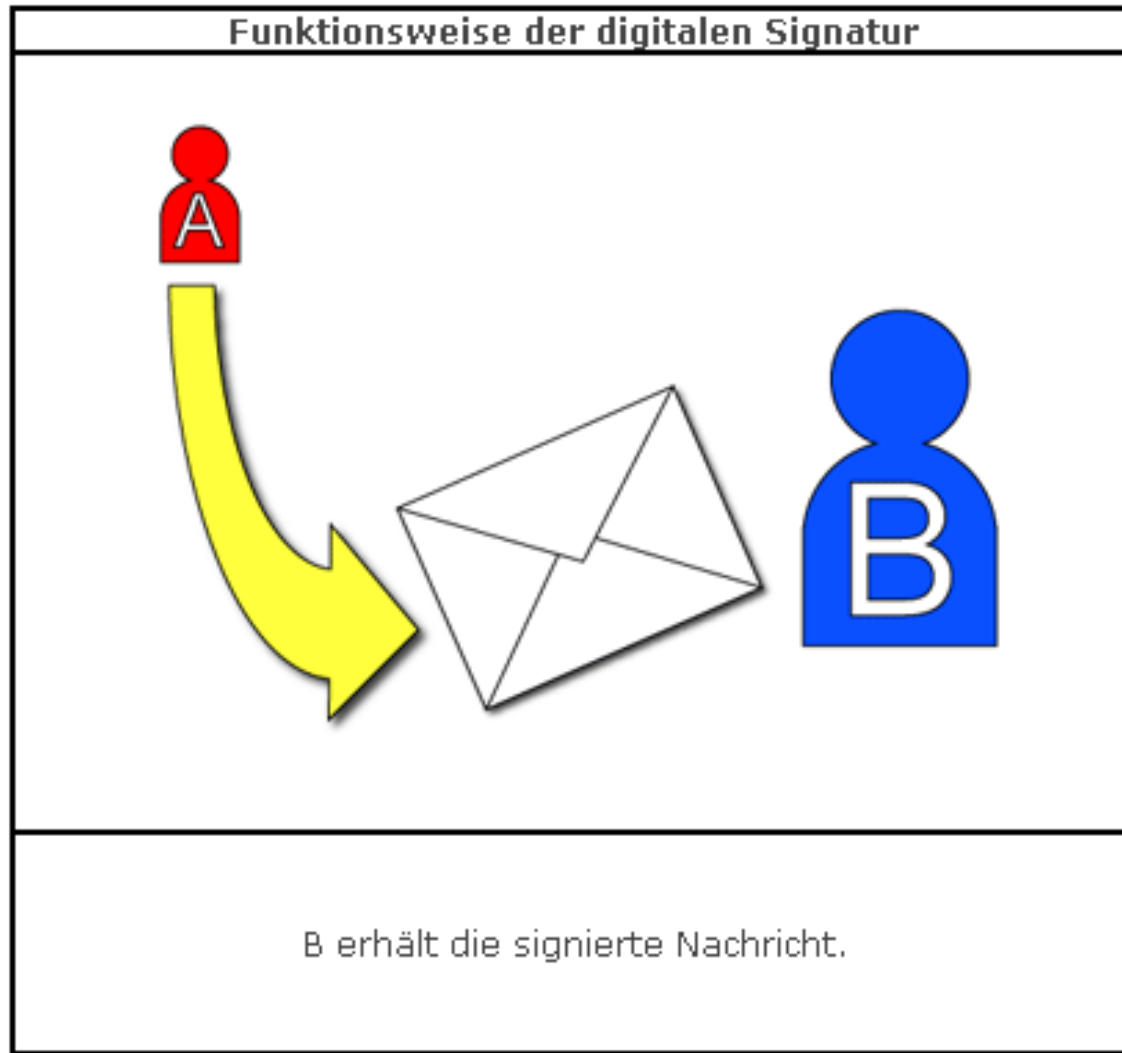 Funktionsweise der digitalen Signatur
A
B
B erhält die signierte Nachricht.